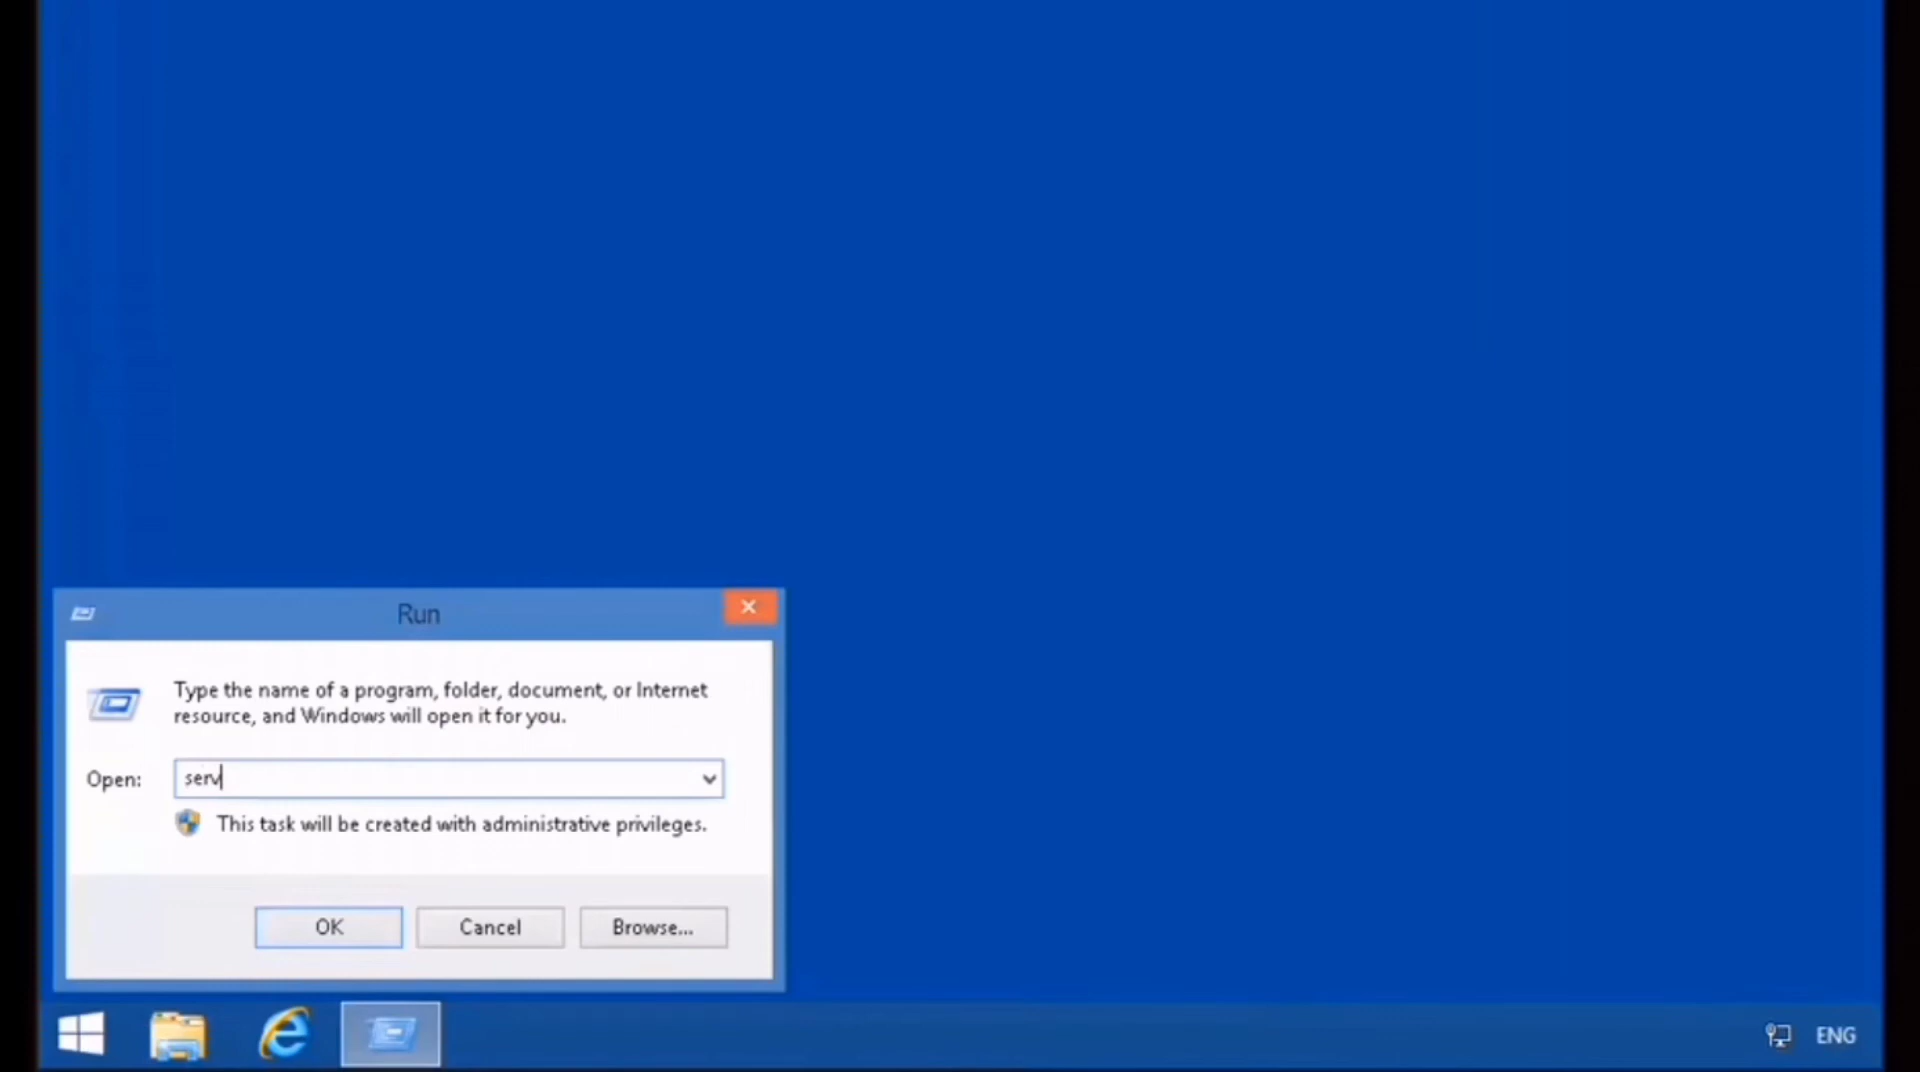 Run
Type the name of a program, folder, document, or Internet
resource, and Windows will open it for you.
Open: serv
This task will be created with administrative privileges.
OK Cancel Browse...
ENG